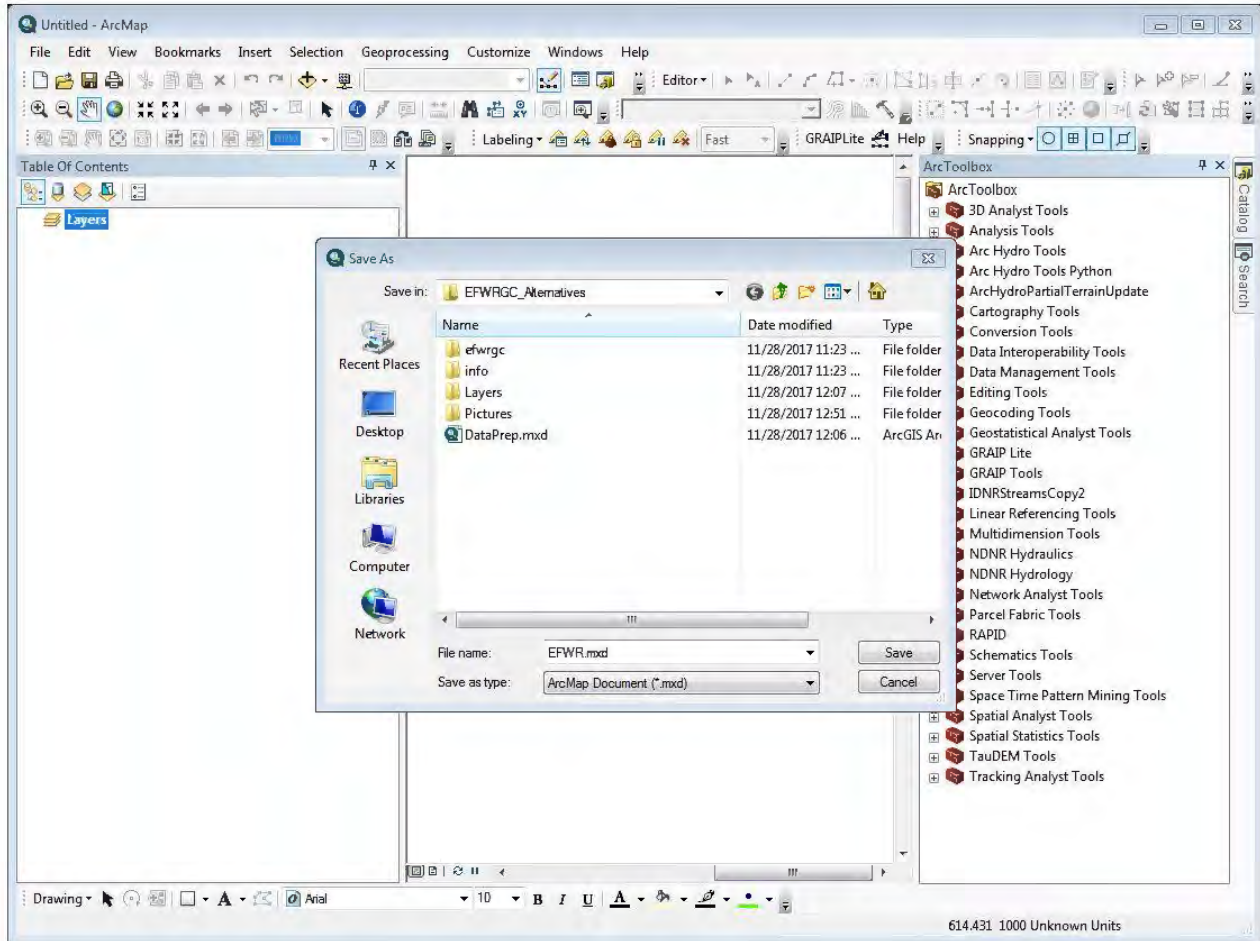 Untitled - ArcMap
File Edit View Bookmarks Insert Selection Geoprocessing Customize Windows Help
Editor
Labeling Fast GRAIPLite Help Snapping
Table Of Contents
Layers
ArcToolbox
ArcToolbox
3D Analyst Tools
Analysis Tools
Arc Hydro Tools
Arc Hydro Tools Python
ArcHydroPartialTerrainUpdate
Cartography Tools
Conversion Tools
Data Interoperability Tools
Data Management Tools
Editing Tools
Geocoding Tools
Geostatistical Analyst Tools
GRAIP Lite
GRAIP Tools
IDNRStreamsCopy2
Linear Referencing Tools
Multidimension Tools
NDNR Hydraulics
NDNR Hydrology
Network Analyst Tools
Parcel Fabric Tools
RAPID
Schematics Tools
Server Tools
Space Time Pattern Mining Tools
Spatial Analyst Tools
Spatial Statistics Tools
TauDEM Tools
Tracking Analyst Tools
Catalog
Search
Save As
Save in: EFWRGC_Alternatives
Recent Places
Desktop
Libraries
Computer
Network
Name Date modified Type
efwrgc 11/28/2017 11:23 ... File folder
info 11/28/2017 11:23 ... File folder
Layers 11/28/2017 12:07 ... File folder
Pictures 11/28/2017 12:51 ... File folder
DataPrep.mxd 11/28/2017 12:06 ... ArcGIS Arc
File name: EFWR.mxd Save
Save as type: ArcMap Document (*.mxd) Cancel
Drawing A Arial 10 B I U A
614.431 1000 Unknown Units